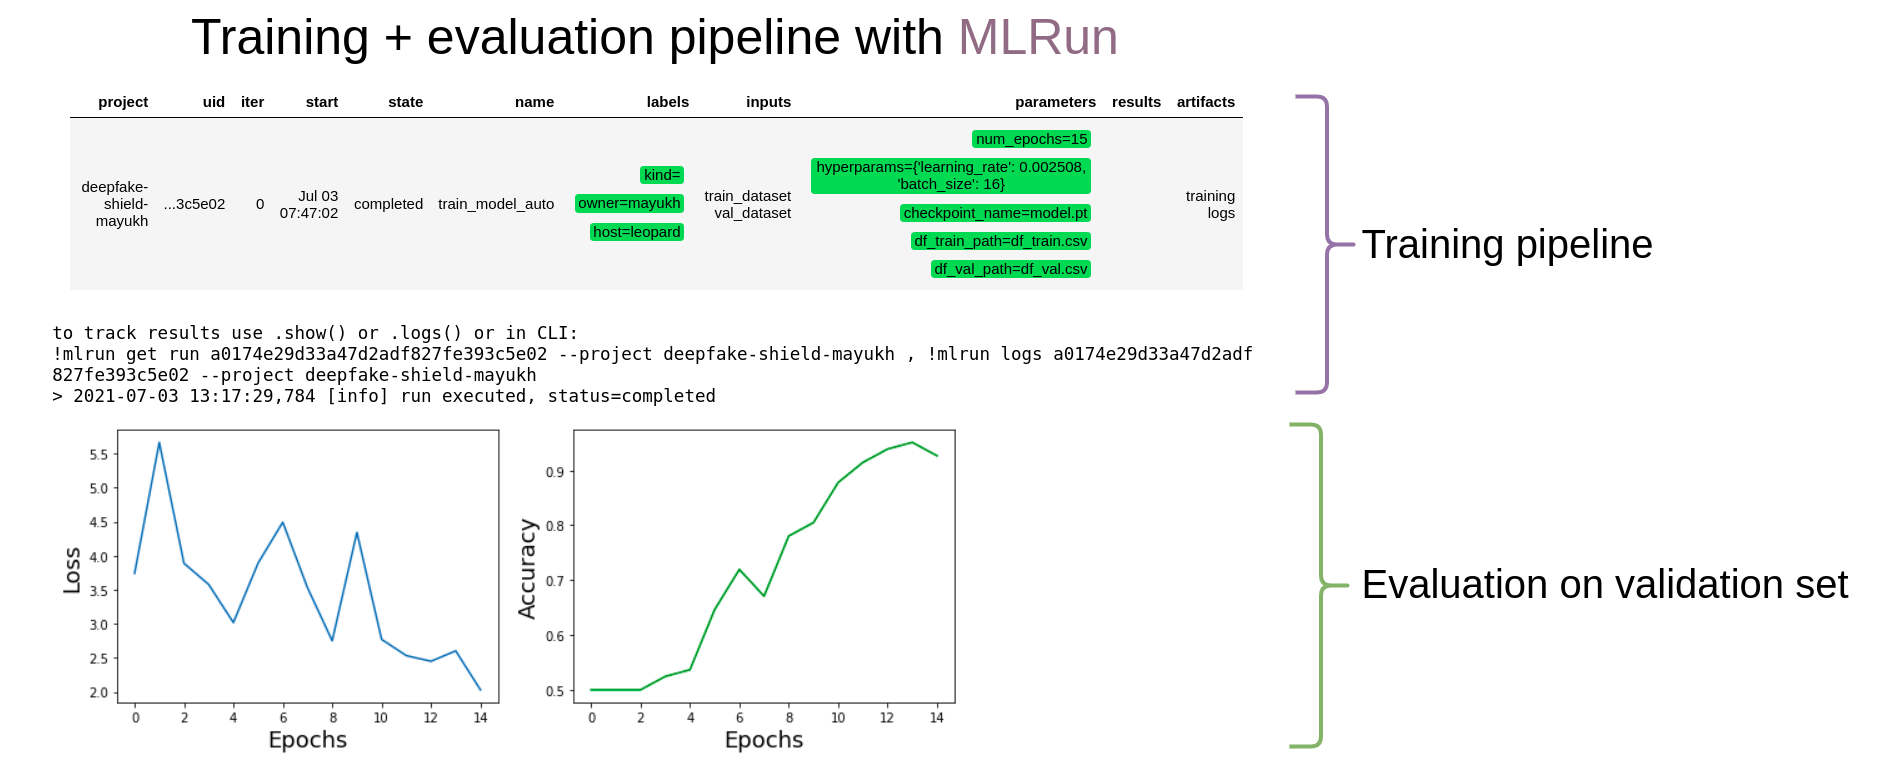 Training + evaluation pipeline with MLRun
project uid iter start state name labels inputs parameters results artifacts
deepfake-
shield-
mayukh
...3c5e02
0
Jul 03
07:47:02
completed
train_model_auto
kind=
owner=mayukh
host=leopard
train_dataset
val_dataset
num_epochs=15
hyperparams={'learning_rate': 0.002508,
'batch_size': 16}
checkpoint_name=model.pt
df_train_path=df_train.csv
df_val_path=df_val.csv
training
logs
Training pipeline
to track results use .show() or .logs() or in CLI:
!mlrun get run a0174e29d33a47d2adf827fe393c5e02 --project deepfake-shield-mayukh , !mlrun logs a0174e29d33a47d2adf
827fe393c5e02 --project deepfake-shield-mayukh
> 2021-07-03 13:17:29,784 [info] run executed, status=completed
Loss
5.5
5.0
4.5
4.0
3.5
3.0
2.5
2.0
0 2 4 6 8 10 12 14
Epochs
Accuracy
0.9
0.8
0.7
0.6
0.5
0 2 4 6 8 10 12 14
Epochs
Evaluation on validation set